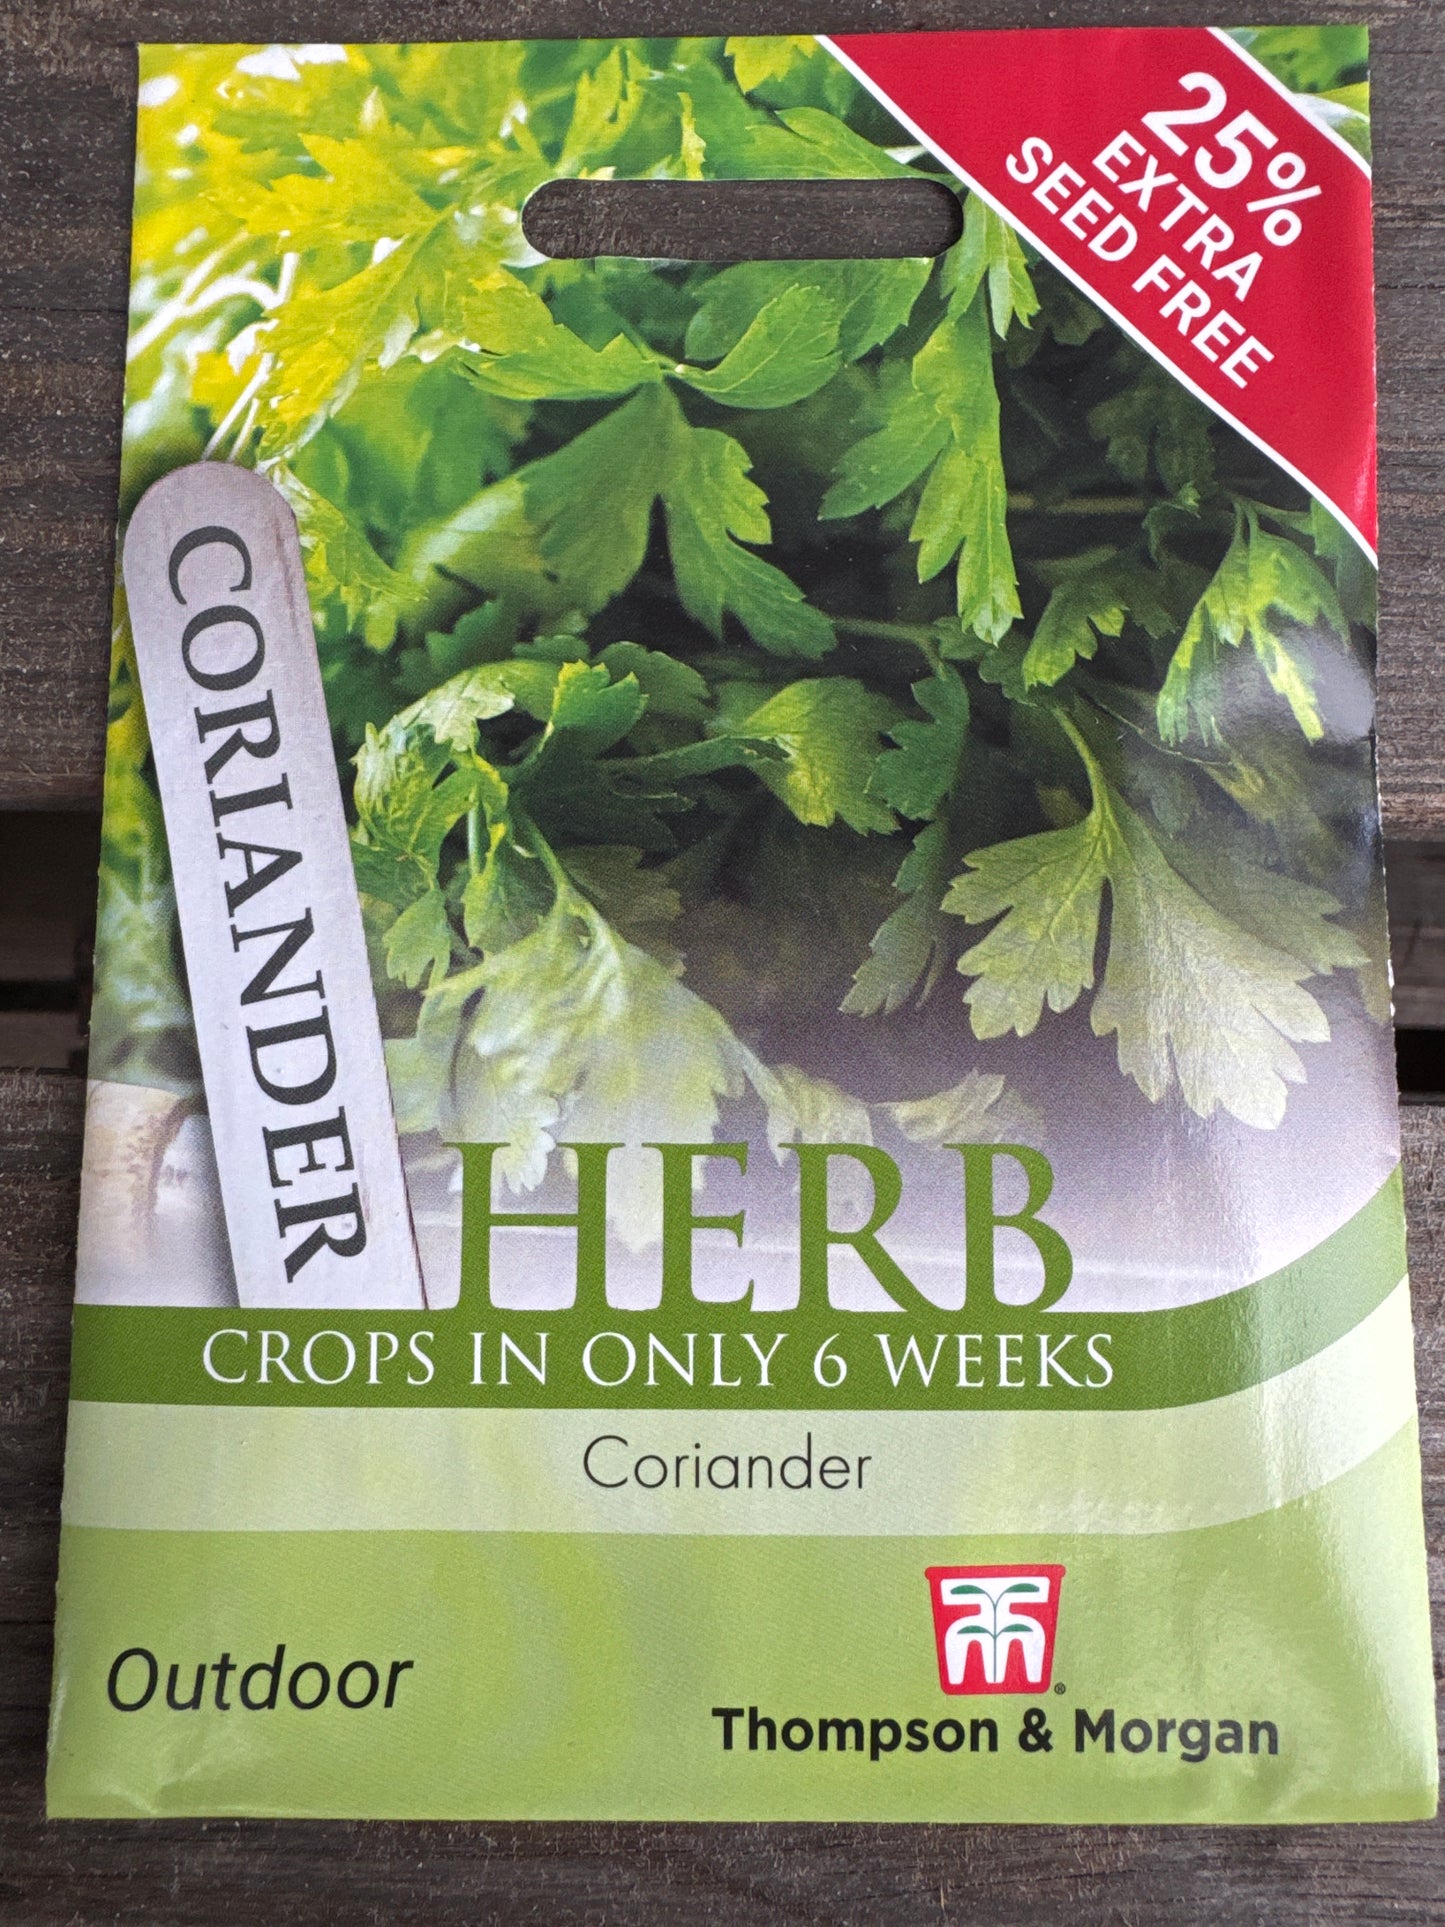 25%
EXTRA
SEED FREE
CORIANDER
HERB
CROPS IN ONLY 6 WEEKS
Coriander
Outdoor
®
Thompson & Morgan